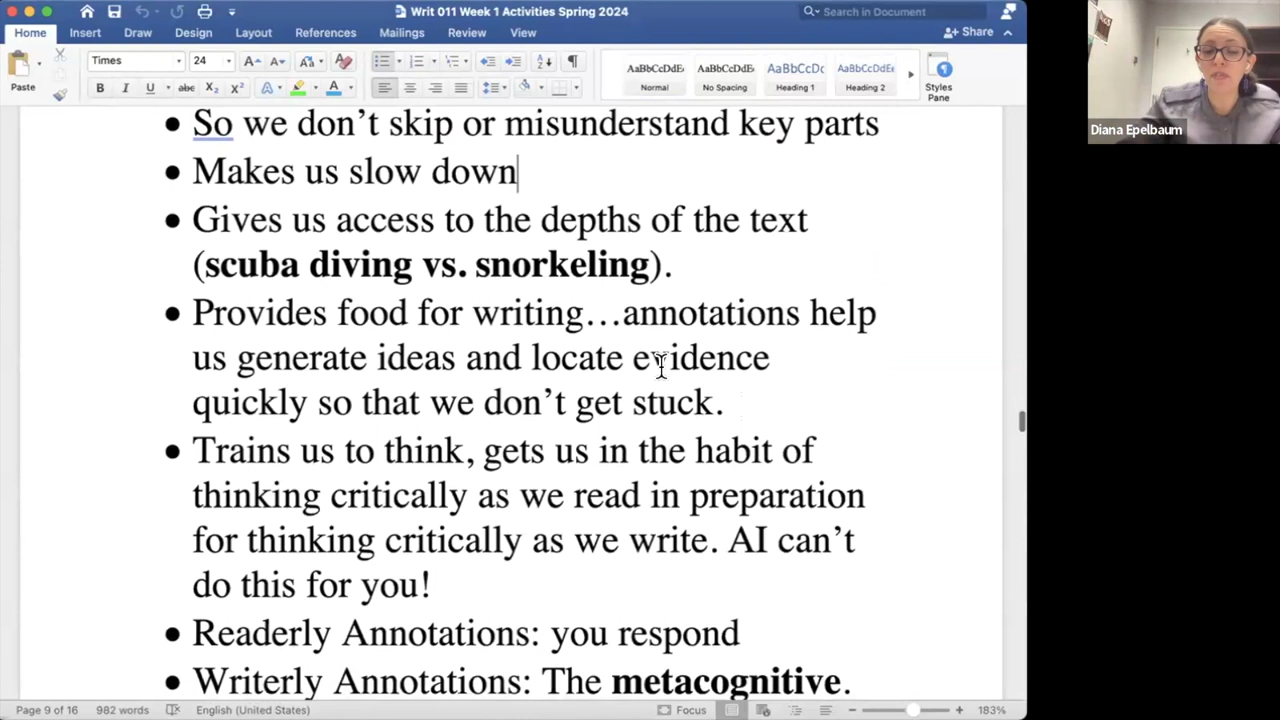 Writ 011 Week 1 Activities Spring 2024
Search in Document
Home Insert Draw Design Layout References Mailings Review View
Share
Paste
Times 24
AaBbCcDdEe AaBbCcDdEe AaBbCcDc AaBbCcDdEe
Normal No Spacing Heading 1 Heading 2
Styles Pane
Diana Epelbaum
• So we don’t skip or misunderstand key parts
• Makes us slow down
• Gives us access to the depths of the text
(scuba diving vs. snorkeling).
• Provides food for writing…annotations help
us generate ideas and locate evidence
quickly so that we don’t get stuck.
• Trains us to think, gets us in the habit of
thinking critically as we read in preparation
for thinking critically as we write. AI can’t
do this for you!
• Readerly Annotations: you respond
• Writerly Annotations: The metacognitive.
Page 9 of 16 982 words English (United States) Focus 183%